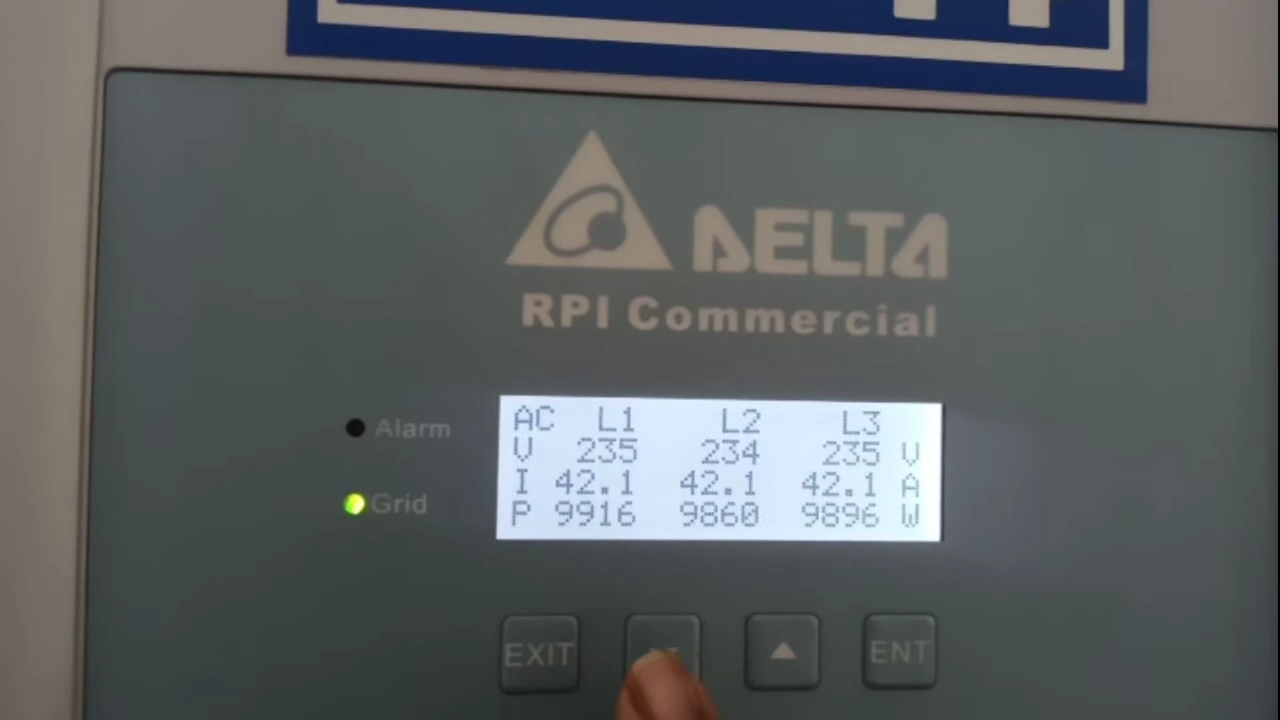 DELTA
RPI Commercial
AC L1 L2 L3
V 235 234 235 V
I 42.1 42.1 42.1 A
P 9916 9860 9896 W
Alarm
Grid
EXIT
ENT